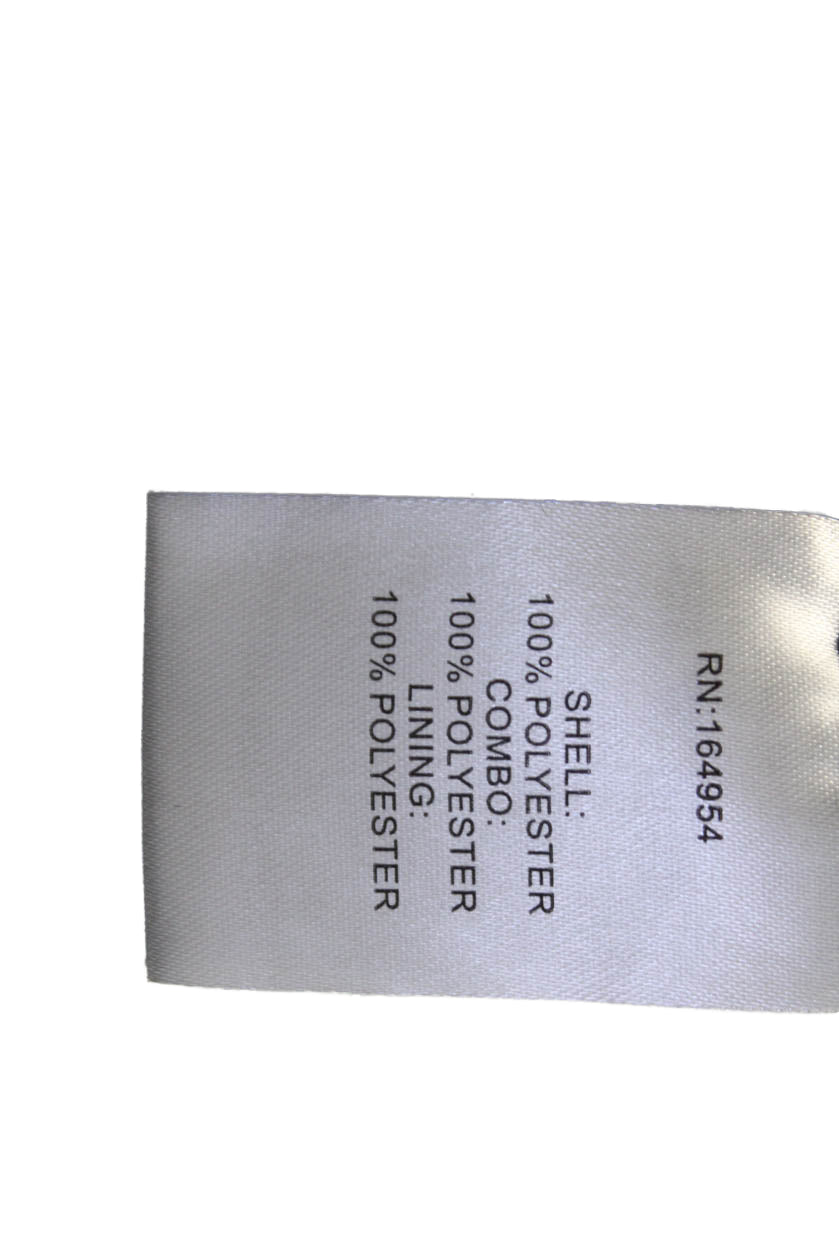 RN:164954
SHELL:
100% POLYESTER
COMBO:
100% POLYESTER
LINING:
100% POLYESTER